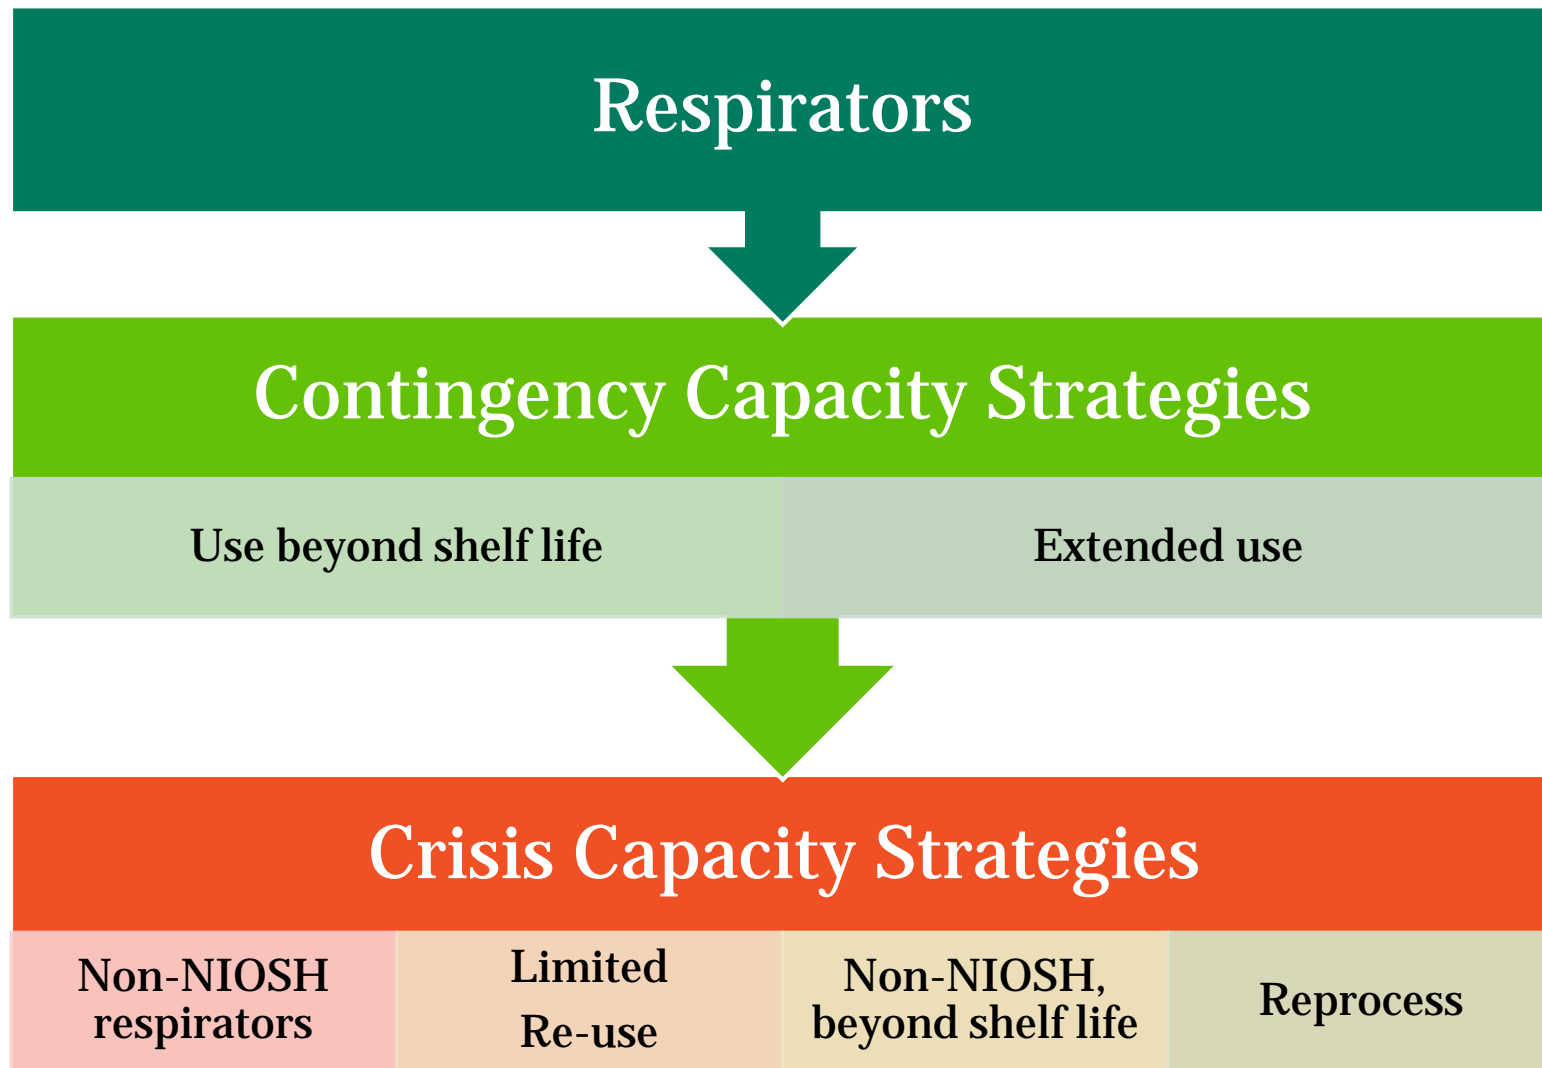 Respirators
Contingency Capacity Strategies
Use beyond shelf life
Extended use
Crisis Capacity Strategies
Non-NIOSH
respirators
Limited
Re-use
Non-NIOSH,
beyond shelf life
Reprocess